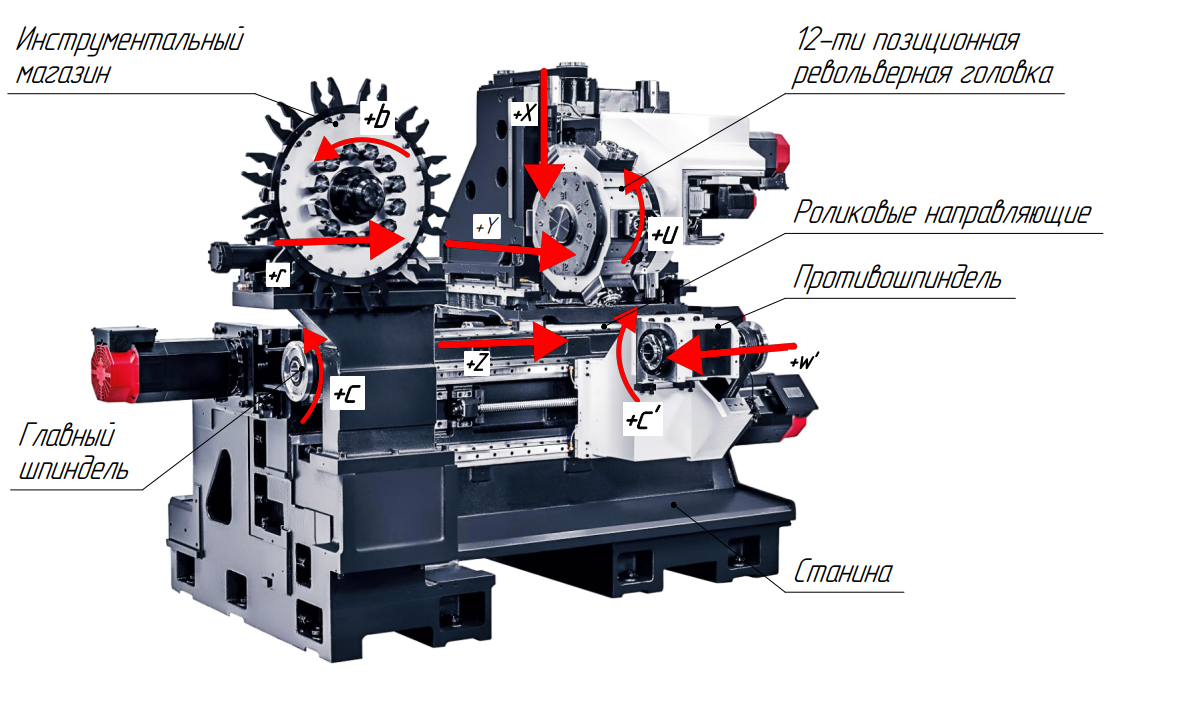 Инструментальный
магазин
12-ти позиционная
револьверная головка
+b
+X
+Y
+U
+r
Роликовые направляющие
Противошпиндель
+Z
+w'
+C
+C'
Главный
шпиндель
Станина